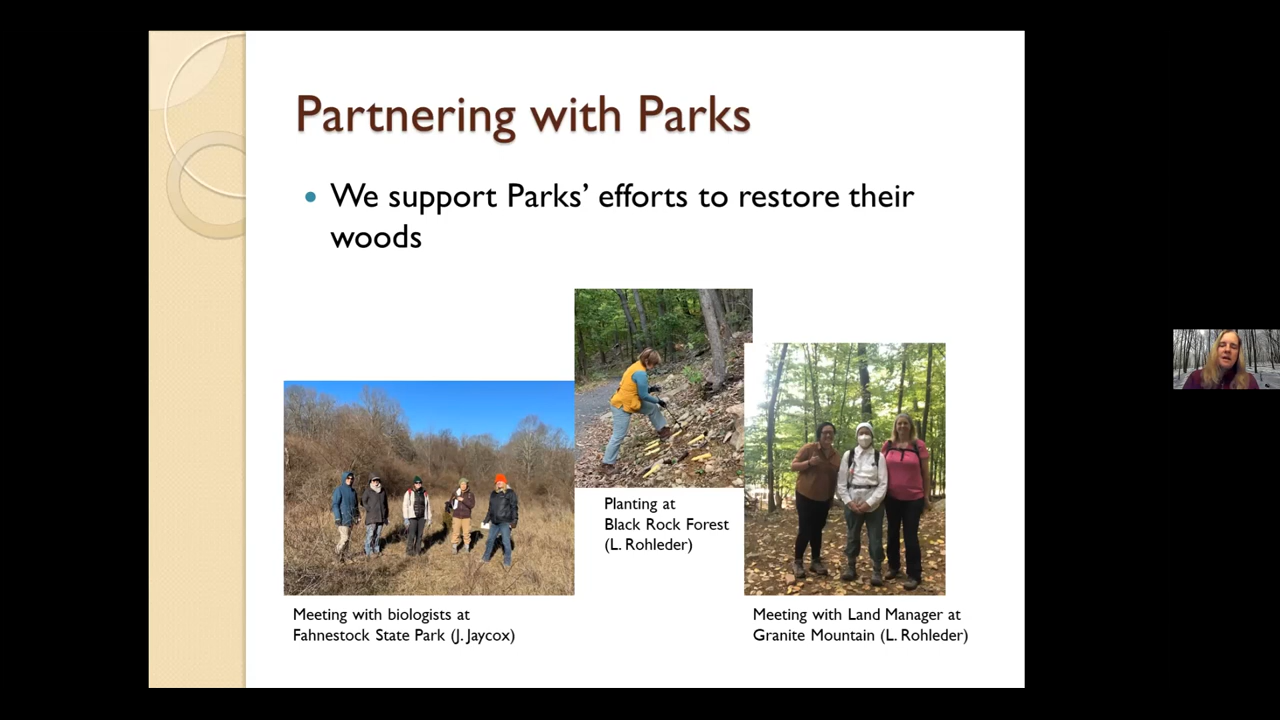 Partnering with Parks
• We support Parks’ efforts to restore their
woods
Planting at
Black Rock Forest
(L. Rohleder)
Meeting with biologists at
Fahnestock State Park (J. Jaycox)
Meeting with Land Manager at
Granite Mountain (L. Rohleder)